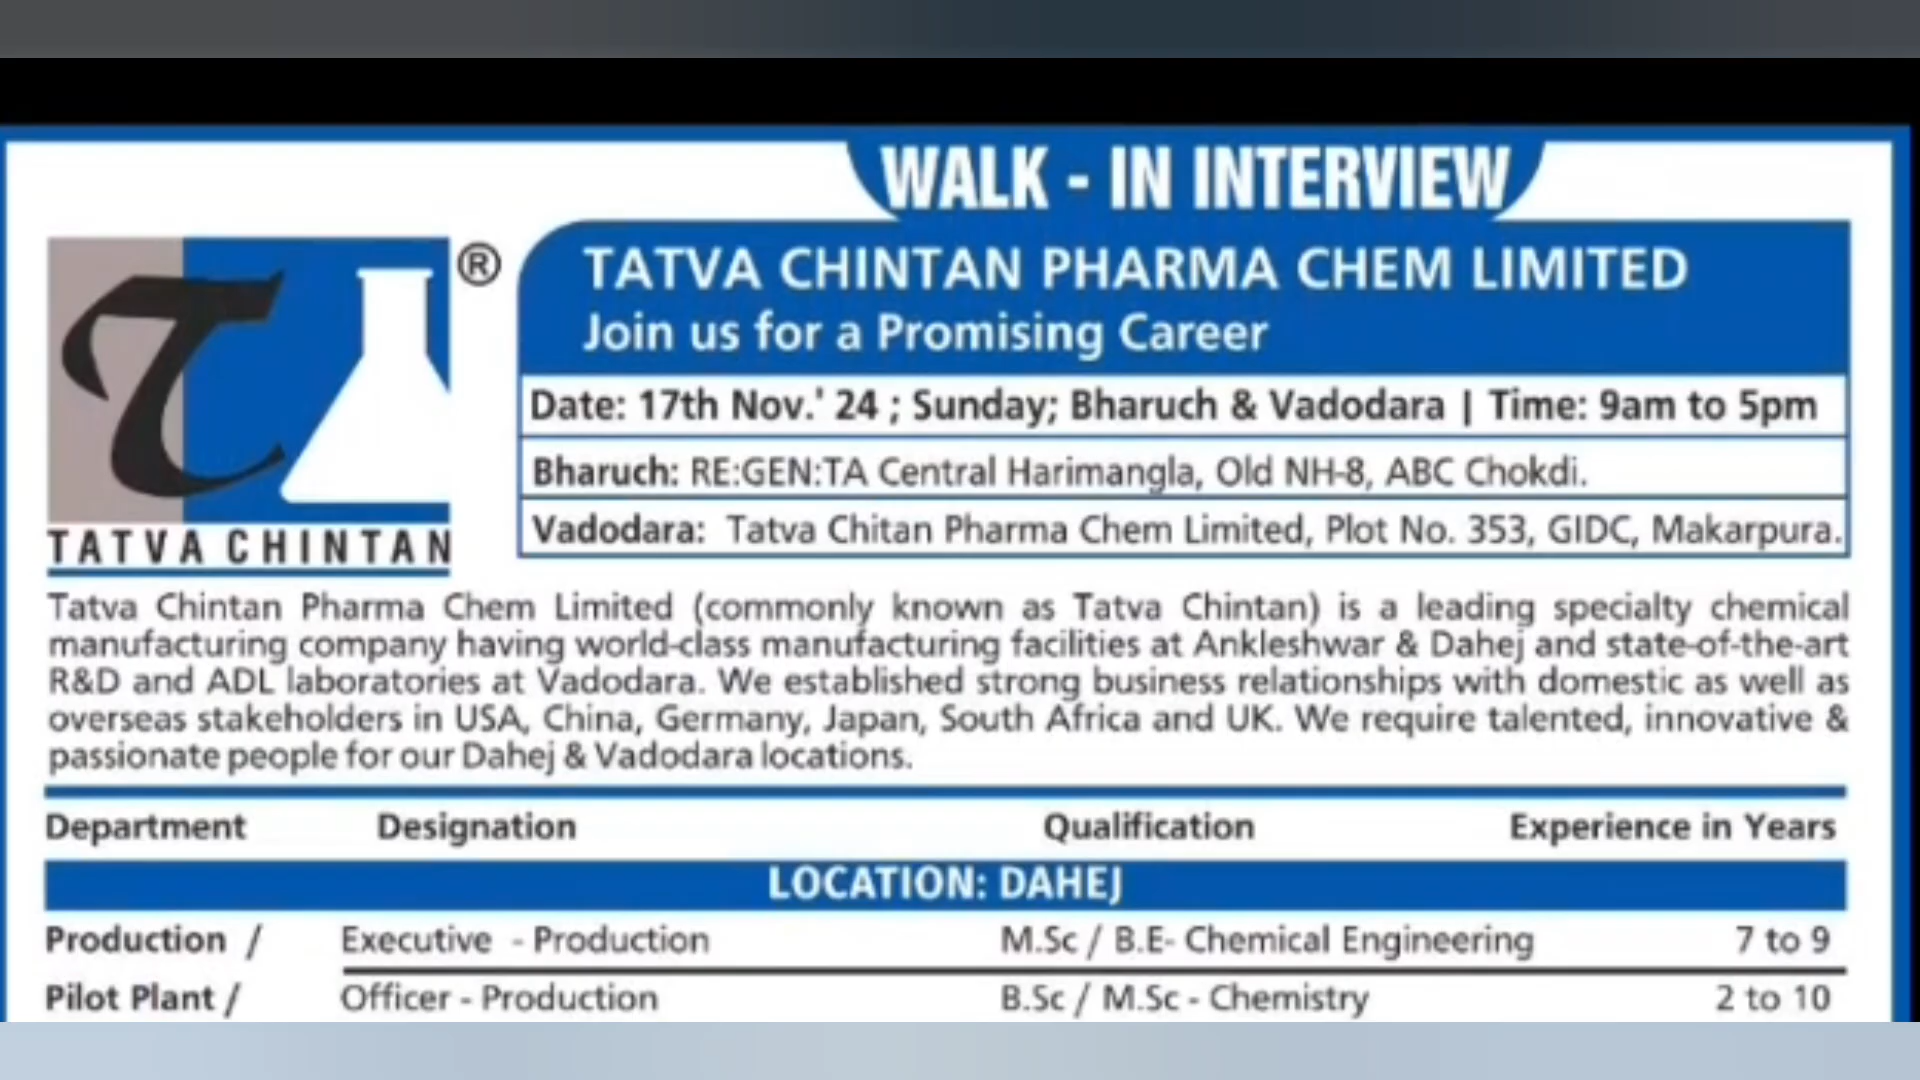 WALK - IN INTERVIEW
TATVA CHINTAN PHARMA CHEM LIMITED
Join us for a Promising Career
Date: 17th Nov.' 24 ; Sunday; Bharuch & Vadodara | Time: 9am to 5pm
Bharuch: RE:GEN:TA Central Harimangla, Old NH-8, ABC Chokdi.
Vadodara: Tatva Chitan Pharma Chem Limited, Plot No. 353, GIDC, Makarpura.
T ®
TATVA CHINTAN
Tatva Chintan Pharma Chem Limited (commonly known as Tatva Chintan) is a leading specialty chemical
manufacturing company having world-class manufacturing facilities at Ankleshwar & Dahej and state-of-the-art
R&D and ADL laboratories at Vadodara. We established strong business relationships with domestic as well as
overseas stakeholders in USA, China, Germany, Japan, South Africa and UK. We require talented, innovative &
passionate people for our Dahej & Vadodara locations.
Department Designation Qualification Experience in Years
LOCATION: DAHEJ
Production / Executive - Production M.Sc / B.E- Chemical Engineering 7 to 9
Pilot Plant / Officer - Production B.Sc / M.Sc - Chemistry 2 to 10